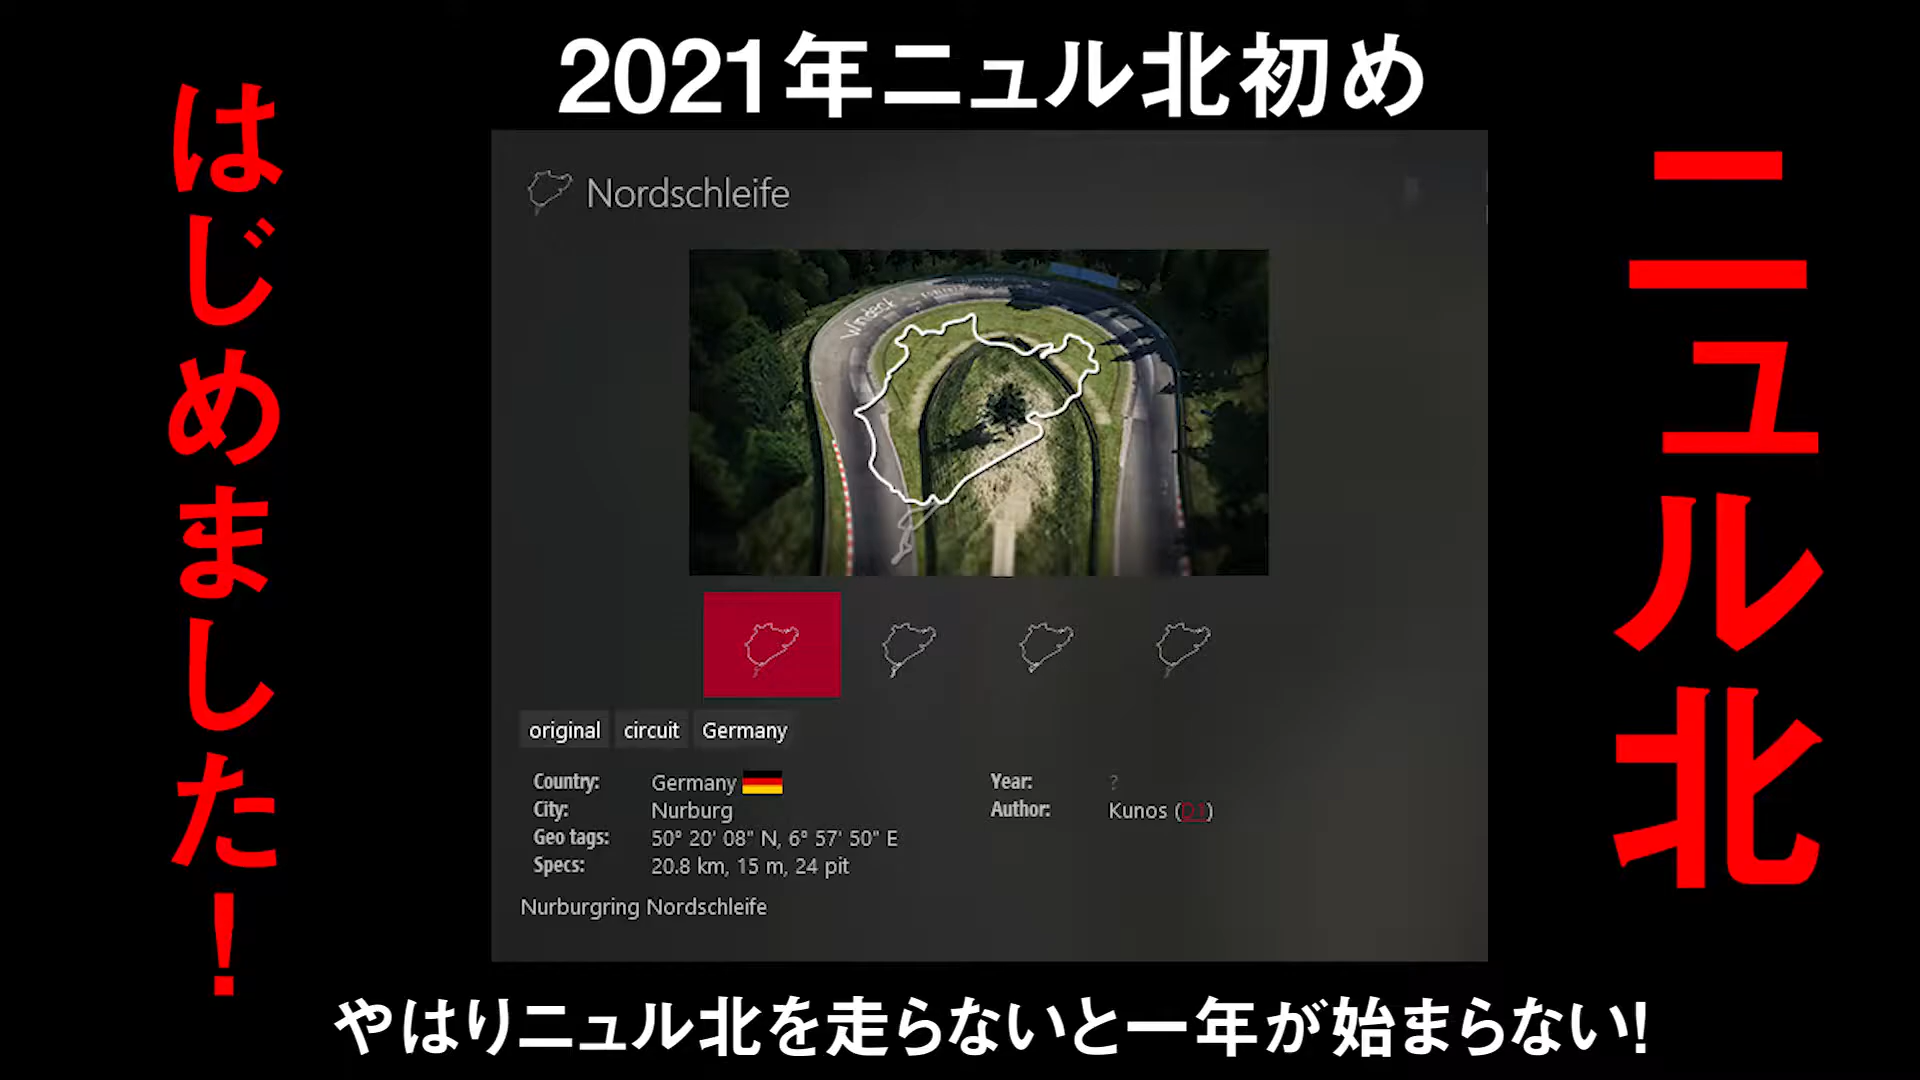 2021年ニュル北初め
ニュル北
はじめました!
Nordschleife
Windeck
original
circuit
Germany
Country: Germany
City: Nurburg
Geo tags: 50° 20' 08" N, 6° 57' 50" E
Specs: 20.8 km, 15 m, 24 pit
Year: ?
Author: Kunos (D1)
Nurburgring Nordschleife
やはりニュル北を走らないと一年が始まらない!